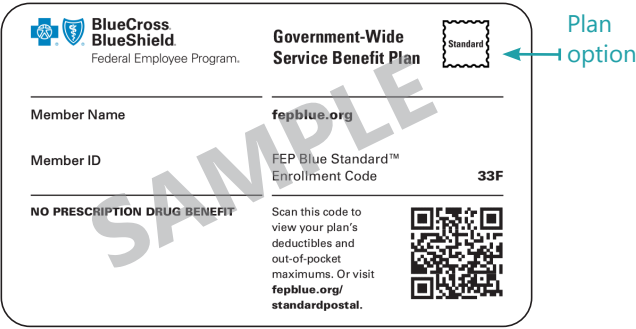 BlueCross®
BlueShield®
Federal Employee Program®
Government-Wide
Service Benefit Plan
Standard
Plan
option
Member Name
fepblue.org
Member ID
FEP Blue Standard™
Enrollment Code 33F
NO PRESCRIPTION DRUG BENEFIT
Scan this code to
view your plan's
deductibles and
out-of-pocket
maximums. Or visit
fepblue.org/
standardpostal.
SAMPLE